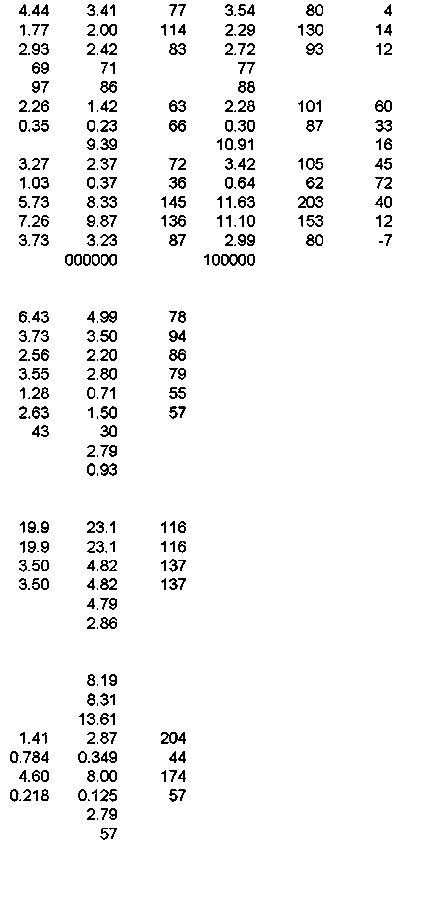 4.44 3.41 77 3.54 80 4
1.77 2.00 114 2.29 130 14
2.93 2.42 83 2.72 93 12
69 71 77
97 86 88
2.26 1.42 63 2.28 101 60
0.35 0.23 66 0.30 87 33
9.39 10.91 16
3.27 2.37 72 3.42 105 45
1.03 0.37 36 0.64 62 72
5.73 8.33 145 11.63 203 40
7.26 9.87 136 11.10 153 12
3.73 3.23 87 2.99 80 -7
000000 100000
6.43 4.99 78
3.73 3.50 94
2.56 2.20 86
3.55 2.80 79
1.28 0.71 55
2.63 1.50 57
43 30
2.79
0.93
19.9 23.1 116
19.9 23.1 116
3.50 4.82 137
3.50 4.82 137
4.79
2.86
8.19
8.31
13.61
1.41 2.87 204
0.784 0.349 44
4.60 8.00 174
0.218 0.125 57
2.79
57